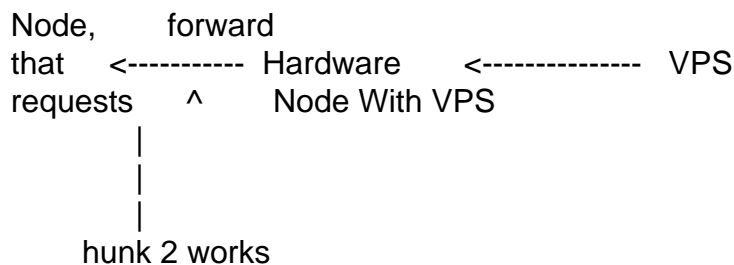 Node, forward
that <----------- Hardware <--------------- VPS
requests ^ Node With VPS
|
|
|
hunk 2 works